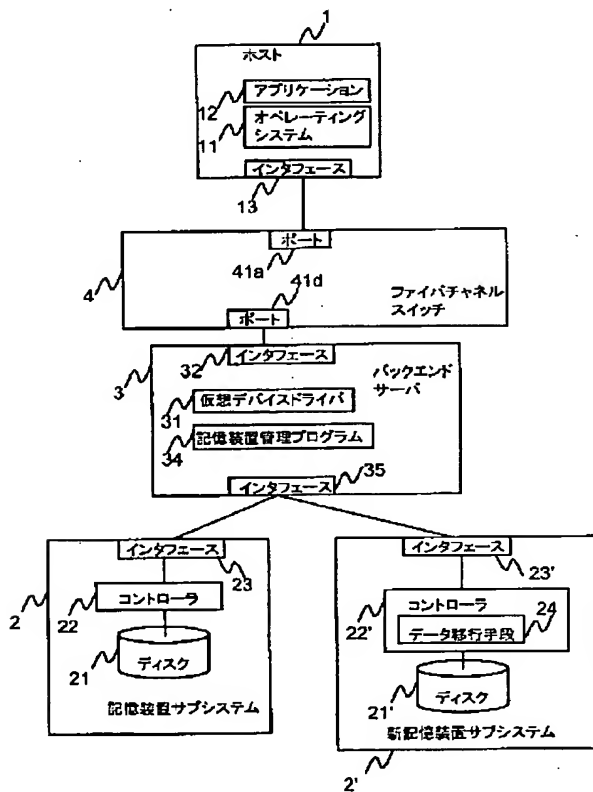 1
ホスト
アプリケーション
12
オペレーティング
システム
11
インタフェース
13
ポート
41a
4
ファイバチャネル
スイッチ
41d
ポート
32
インタフェース
3
バックエンド
サーバ
仮想デバイスドライバ
31
記憶装置管理プログラム
34
インタフェース
35
インタフェース
23
コントローラ
22
2
ディスク
21
記憶装置サブシステム
インタフェース
23'
コントローラ
22'
データ移行手段
24
ディスク
21'
新記憶装置サブシステム
2'